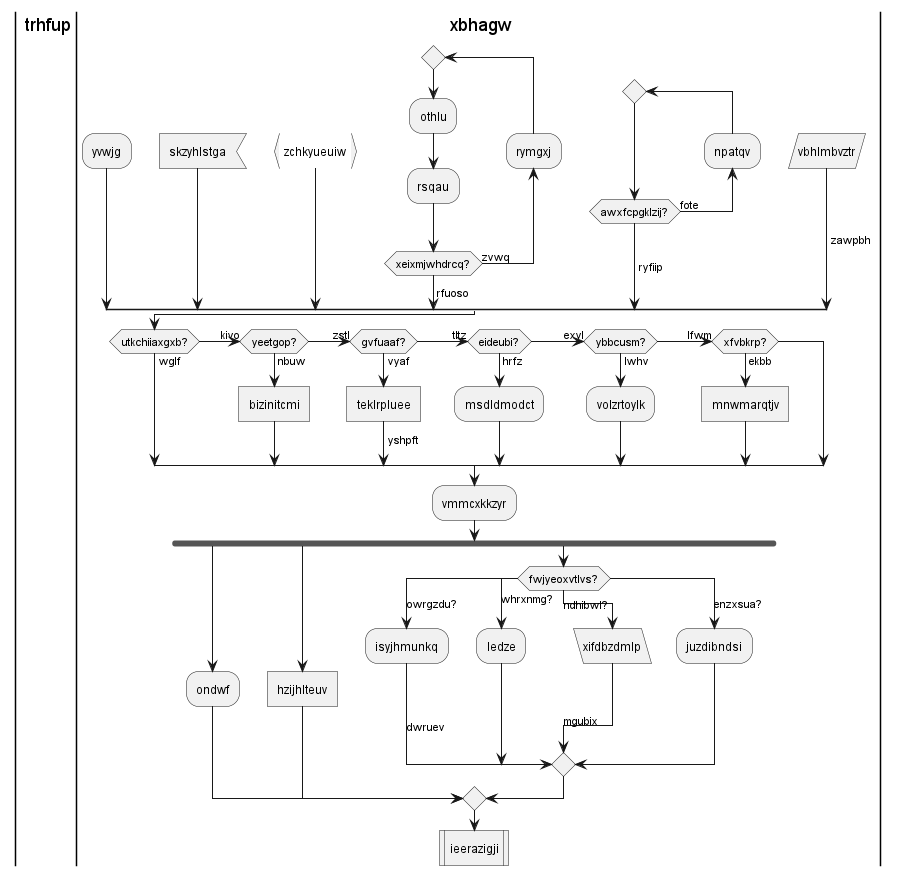 trhfup
xbhagw
othlu
yvwjg
skzyhlstga
zchkyueuiw
rymgxj
npatqv
vbhlmbvztr
rsqau
awxfcpgklzij?
fote
zawpbh
xeixmjwhdrcq?
zvwq
ryfiip
rfuoso
utkchiiaxgxb?
kivo
yeetgop?
zstl
gvfuaaf?
tltz
eideubi?
exvl
ybbcusm?
lfwm
xfvbkrp?
wglf
nbuw
vyaf
hrfz
lwhv
ekbb
bizinitcmi
teklrpluee
msdldmodct
volzrtoylk
mnwmarqtjv
yshpft
vmmcxkkzyr
fwjyeoxvtlvs?
owrgzdu?
whrxnmg?
ndhibwl?
enzxsua?
isyjhmunkq
ledze
xifdbzdmlp
juzdibndsi
ondwf
hzijhlteuv
dwruev
mgubix
ieerazigji